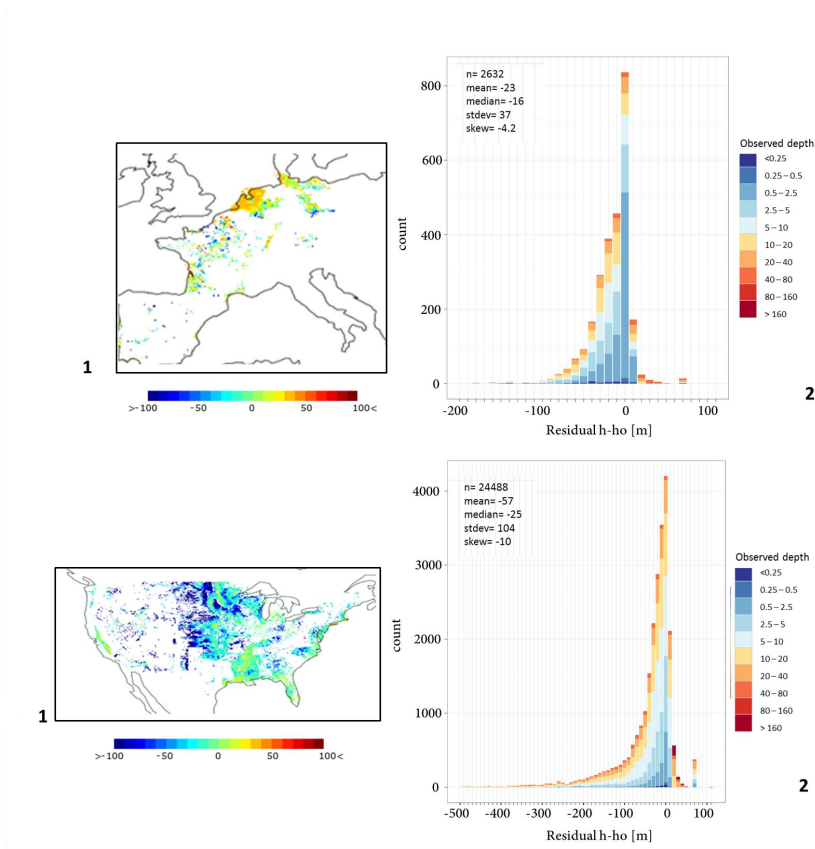 n= 2632
mean= -23
median= -16
stdev= 37
skew= -4.2
800
600
400
200
0
count
-200 -100 0 100
Residual h-ho [m]
Observed depth
<0.25
0.25-0.5
0.5-2.5
2.5-5
5-10
10-20
20-40
40-80
80-160
>160
1
>-100 -50 0 50 100<
2
n= 24488
mean= -57
median= -25
stdev= 104
skew= -10
4000
3000
2000
1000
0
count
-500 -400 -300 -200 -100 0 100
Residual h-ho [m]
Observed depth
<0.25
0.25-0.5
0.5-2.5
2.5-5
5-10
10-20
20-40
40-80
80-160
>160
1
>-100 -50 0 50 100<
2